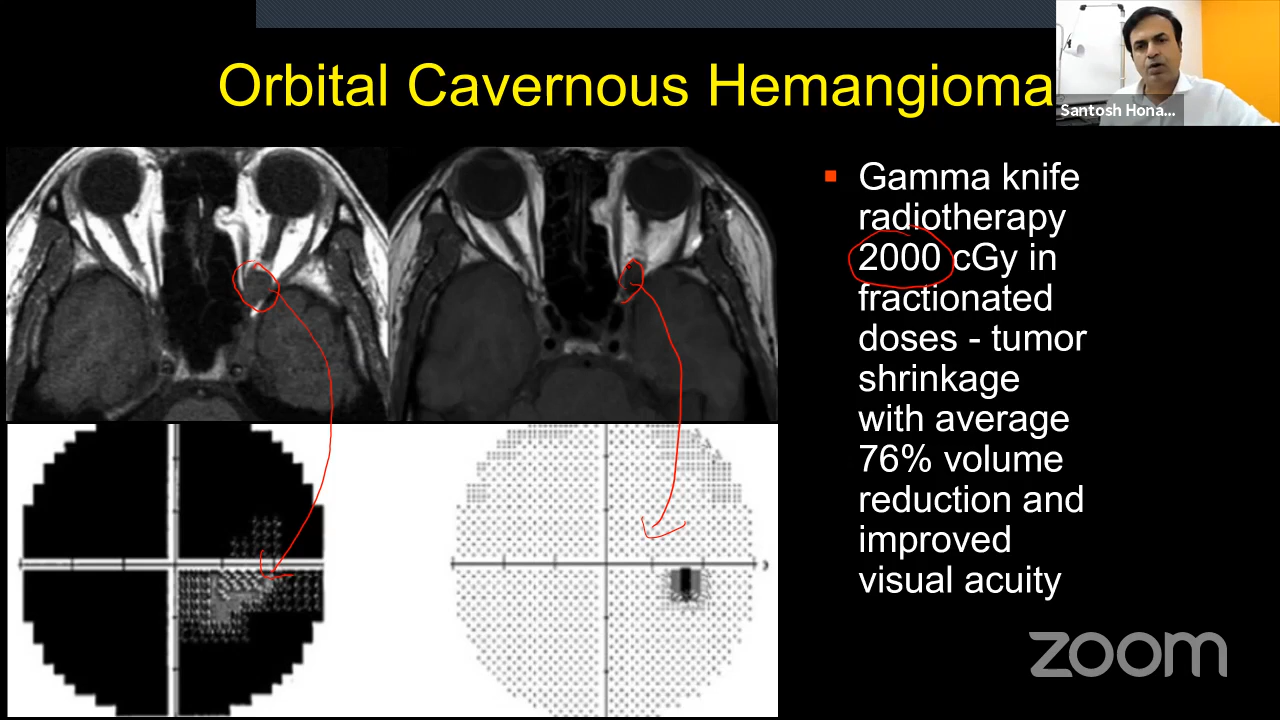 Orbital Cavernous Hemangioma
Santosh Hona...
Gamma knife
radiotherapy
2000 cGy in
fractionated
doses - tumor
shrinkage
with average
76% volume
reduction and
improved
visual acuity
zoom